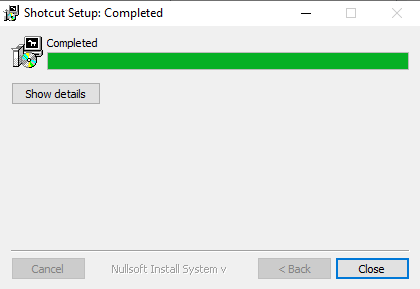 Shotcut Setup: Completed
Completed
Show details
Cancel
Nullsoft Install System v
< Back
Close